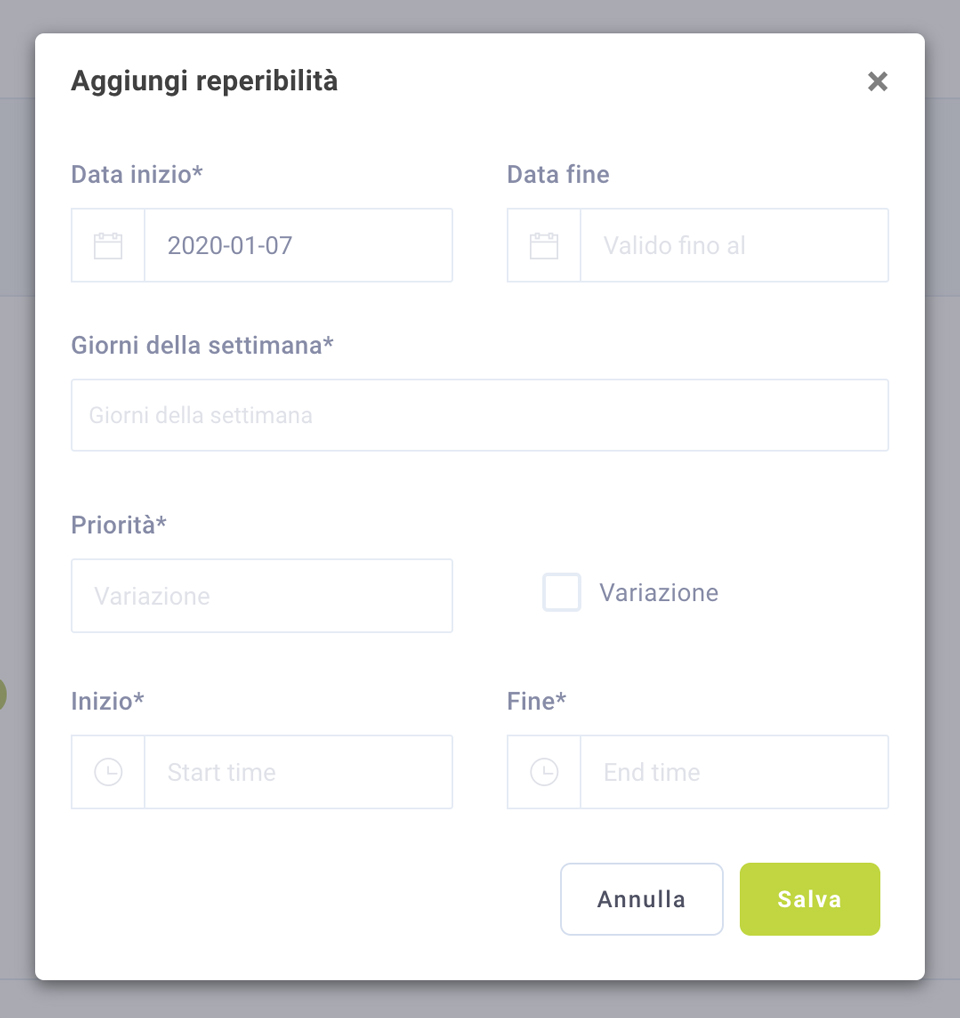 Aggiungi reperibilità
Data inizio*
Data fine
2020-01-07
Valido fino al
Giorni della settimana*
Giorni della settimana
Priorità*
Variazione
Variazione
Inizio*
Fine*
Start time
End time
Annulla
Salva